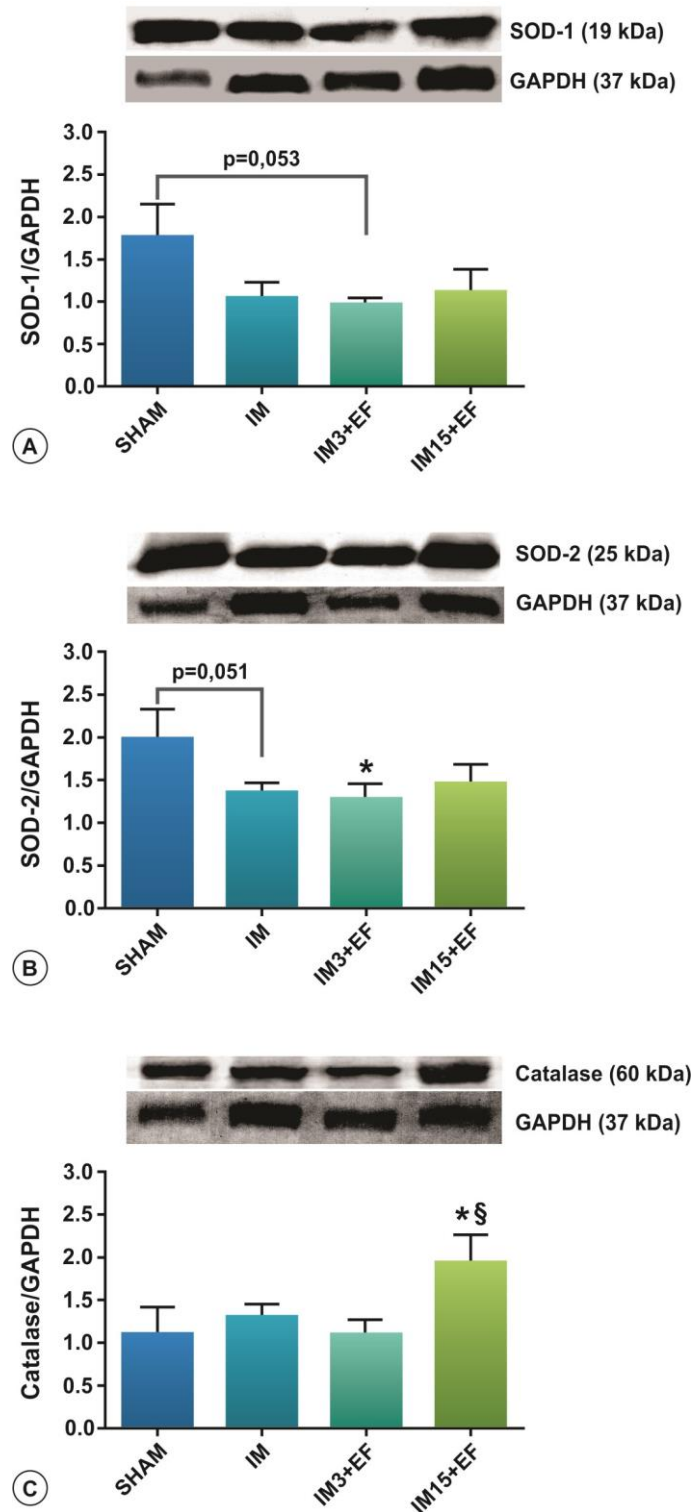 SOD-1 (19 kDa)
GAPDH (37 kDa)
3.0
2.5
2.0
1.5
1.0
0.5
0.0
SOD-1/GAPDH
p=0,053
SHAM
IM
IM3+EF
IM15+EF
A
SOD-2 (25 kDa)
GAPDH (37 kDa)
3.0
2.5
2.0
1.5
1.0
0.5
0.0
SOD-2/GAPDH
p=0,051
*
SHAM
IM
IM3+EF
IM15+EF
B
Catalase (60 kDa)
GAPDH (37 kDa)
3.0
2.5
2.0
1.5
1.0
0.5
0.0
Catalase/GAPDH
* §
SHAM
IM
IM3+EF
IM15+EF
C